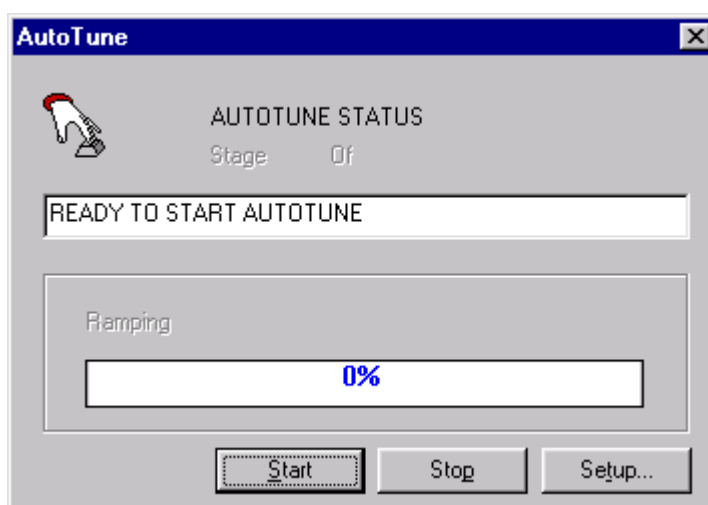 AutoTune
AUTOTUNE STATUS
Stage Of
READY TO START AUTOTUNE
Ramping
0%
Start Stop Setup...